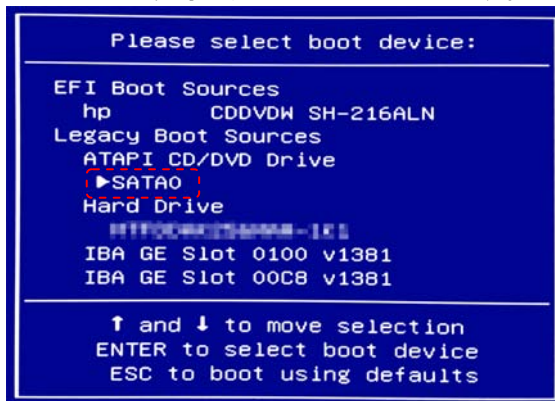 Please select boot device:
EFI Boot Sources
hp CDDVDW SH-216ALN
Legacy Boot Sources
ATAPI CD/DVD Drive
►SATA0
Hard Drive
IBA GE Slot 0100 v1381
IBA GE Slot 00C8 v1381
↑ and ↓ to move selection
ENTER to select boot device
ESC to boot using defaults